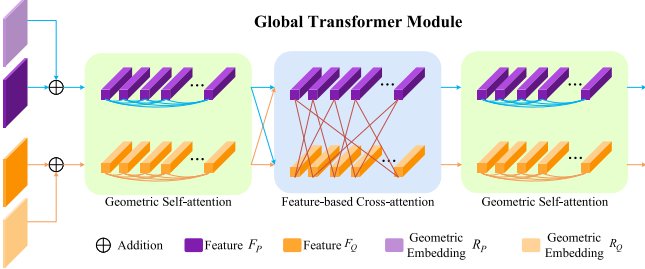 Global Transformer Module
...
...
...
...
...
...
Geometric Self-attention
Feature-based Cross-attention
Geometric Self-attention
Addition
Feature F_P
Feature F_Q
Geometric
Embedding R_P
Geometric
Embedding R_Q